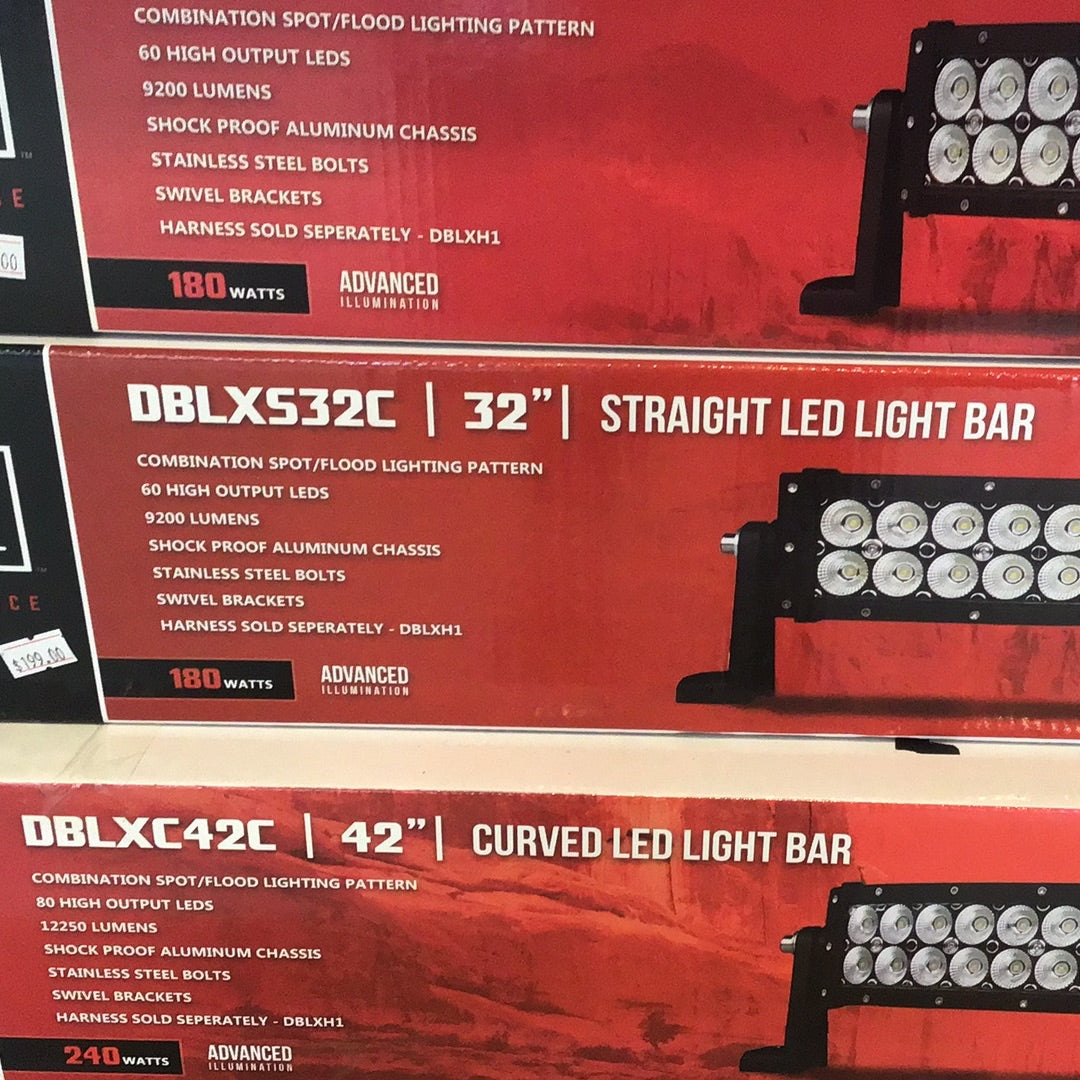 COMBINATION SPOT/FLOOD LIGHTING PATTERN
60 HIGH OUTPUT LEDS
9200 LUMENS
SHOCK PROOF ALUMINUM CHASSIS
TM
STAINLESS STEEL BOLTS
E
SWIVEL BRACKETS
HARNESS SOLD SEPERATELY - DBLXH1
00
180 WATTS
ADVANCED
ILLUMINATION
DBLXS32C | 32” | STRAIGHT LED LIGHT BAR
COMBINATION SPOT/FLOOD LIGHTING PATTERN
60 HIGH OUTPUT LEDS
9200 LUMENS
SHOCK PROOF ALUMINUM CHASSIS
TM
STAINLESS STEEL BOLTS
CE
SWIVEL BRACKETS
HARNESS SOLD SEPERATELY - DBLXH1
$199.00
180 WATTS
ADVANCED
ILLUMINATION
DBLXC42C | 42” | CURVED LED LIGHT BAR
COMBINATION SPOT/FLOOD LIGHTING PATTERN
80 HIGH OUTPUT LEDS
12250 LUMENS
SHOCK PROOF ALUMINUM CHASSIS
STAINLESS STEEL BOLTS
SWIVEL BRACKETS
HARNESS SOLD SEPERATELY - DBLXH1
240 WATTS
ADVANCED
ILLUMINATION